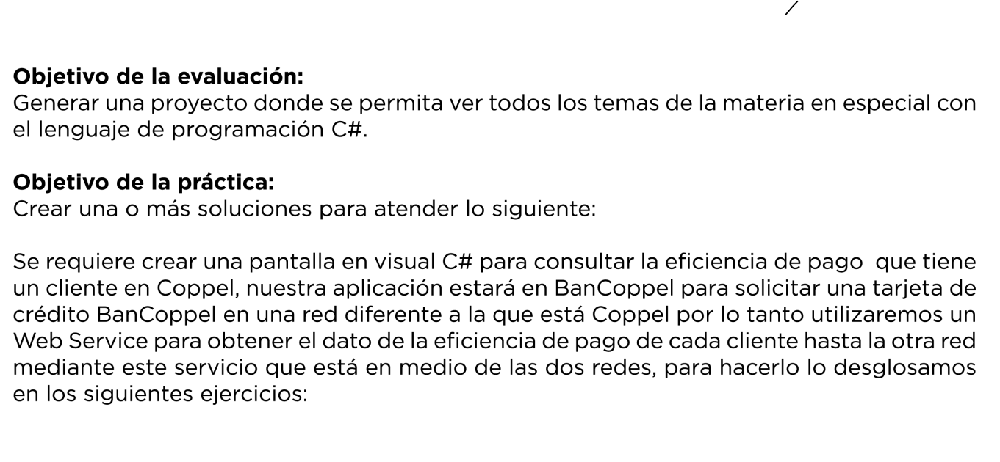 Objetivo de la evaluación:
Generar una proyecto donde se permita ver todos los temas de la materia en especial con
el lenguaje de programación C#.
Objetivo de la práctica:
Crear una o más soluciones para atender lo siguiente:
Se requiere crear una pantalla en visual C# para consultar la eficiencia de pago que tiene
un cliente en Coppel, nuestra aplicación estará en BanCoppel para solicitar una tarjeta de
crédito BanCoppel en una red diferente a la que está Coppel por lo tanto utilizaremos un
Web Service para obtener el dato de la eficiencia de pago de cada cliente hasta la otra red
mediante este servicio que está en medio de las dos redes, para hacerlo lo desglosamos
en los siguientes ejercicios: